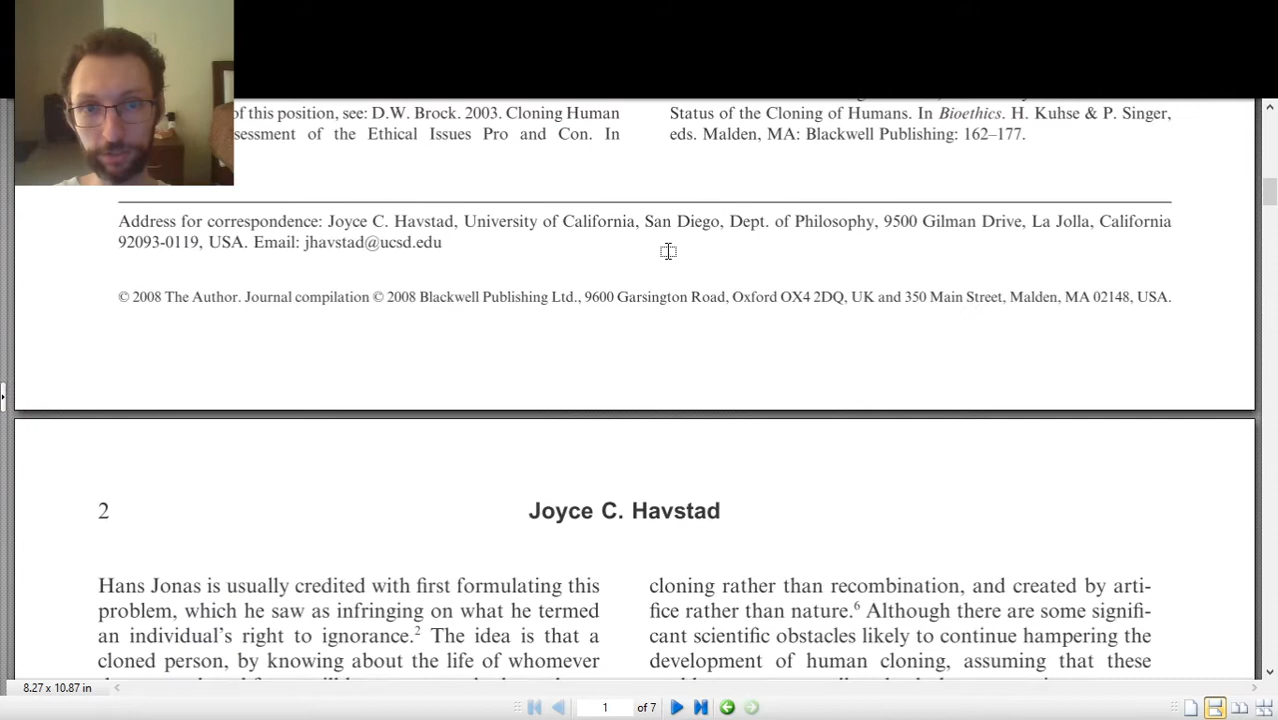 of this position, see: D.W. Brock. 2003. Cloning Human
sessment of the Ethical Issues Pro and Con. In
Status of the Cloning of Humans. In Bioethics. H. Kuhse & P. Singer,
eds. Malden, MA: Blackwell Publishing: 162–177.
Address for correspondence: Joyce C. Havstad, University of California, San Diego, Dept. of Philosophy, 9500 Gilman Drive, La Jolla, California
92093-0119, USA. Email: jhavstad@ucsd.edu
© 2008 The Author. Journal compilation © 2008 Blackwell Publishing Ltd., 9600 Garsington Road, Oxford OX4 2DQ, UK and 350 Main Street, Malden, MA 02148, USA.
2
Joyce C. Havstad
Hans Jonas is usually credited with first formulating this
problem, which he saw as infringing on what he termed
an individual's right to ignorance.2 The idea is that a
cloned person, by knowing about the life of whomever
cloning rather than recombination, and created by arti-
fice rather than nature.6 Although there are some signifi-
cant scientific obstacles likely to continue hampering the
development of human cloning, assuming that these
8.27 x 10.87 in
1
of 7